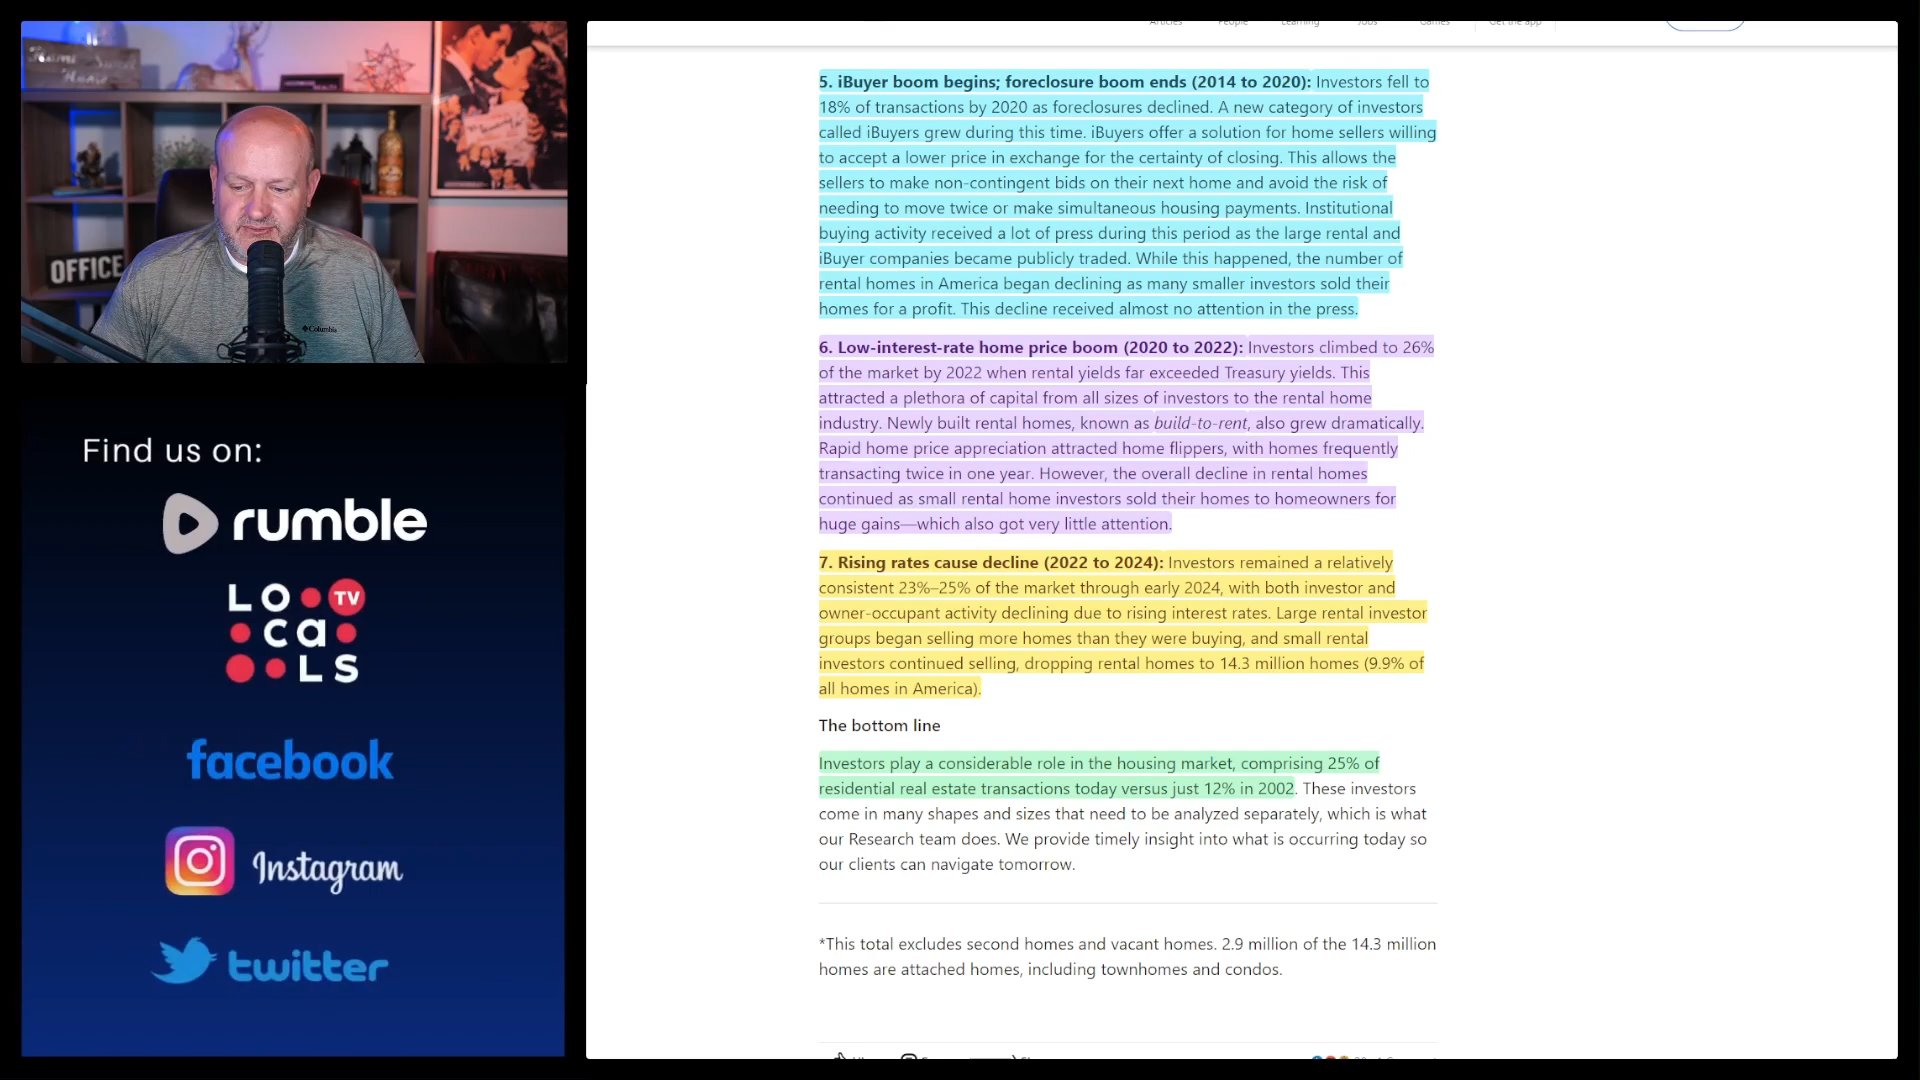 Home Sweet
Home
OFFICE
Columbia
Find us on:
rumble
LO TV
Ca
LS
facebook
Instagram
twitter
Articles People Learning Jobs Games Get the app
5. iBuyer boom begins; foreclosure boom ends (2014 to 2020): Investors fell to
18% of transactions by 2020 as foreclosures declined. A new category of investors
called iBuyers grew during this time. iBuyers offer a solution for home sellers willing
to accept a lower price in exchange for the certainty of closing. This allows the
sellers to make non-contingent bids on their next home and avoid the risk of
needing to move twice or make simultaneous housing payments. Institutional
buying activity received a lot of press during this period as the large rental and
iBuyer companies became publicly traded. While this happened, the number of
rental homes in America began declining as many smaller investors sold their
homes for a profit. This decline received almost no attention in the press.
6. Low-interest-rate home price boom (2020 to 2022): Investors climbed to 26%
of the market by 2022 when rental yields far exceeded Treasury yields. This
attracted a plethora of capital from all sizes of investors to the rental home
industry. Newly built rental homes, known as build-to-rent, also grew dramatically.
Rapid home price appreciation attracted home flippers, with homes frequently
transacting twice in one year. However, the overall decline in rental homes
continued as small rental home investors sold their homes to homeowners for
huge gains—which also got very little attention.
7. Rising rates cause decline (2022 to 2024): Investors remained a relatively
consistent 23%–25% of the market through early 2024, with both investor and
owner-occupant activity declining due to rising interest rates. Large rental investor
groups began selling more homes than they were buying, and small rental
investors continued selling, dropping rental homes to 14.3 million homes (9.9% of
all homes in America).
The bottom line
Investors play a considerable role in the housing market, comprising 25% of
residential real estate transactions today versus just 12% in 2002. These investors
come in many shapes and sizes that need to be analyzed separately, which is what
our Research team does. We provide timely insight into what is occurring today so
our clients can navigate tomorrow.
*This total excludes second homes and vacant homes. 2.9 million of the 14.3 million
homes are attached homes, including townhomes and condos.